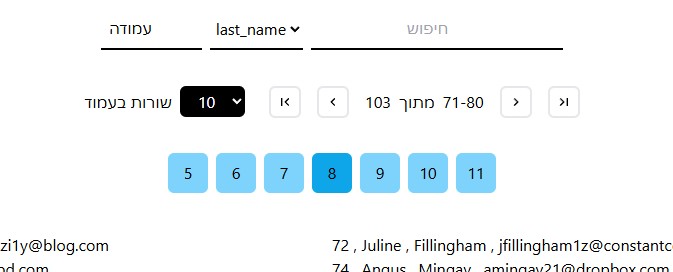 עמודה last_name חיפוש
שורות בעמוד 10 71-80 מתוך 103
5 6 7 8 9 10 11
zi1y@blog.com 72 , Juline , Fillingham , jfillingham1z@constantc
74 , Angus , Mingay , amingay21@dropbox.com